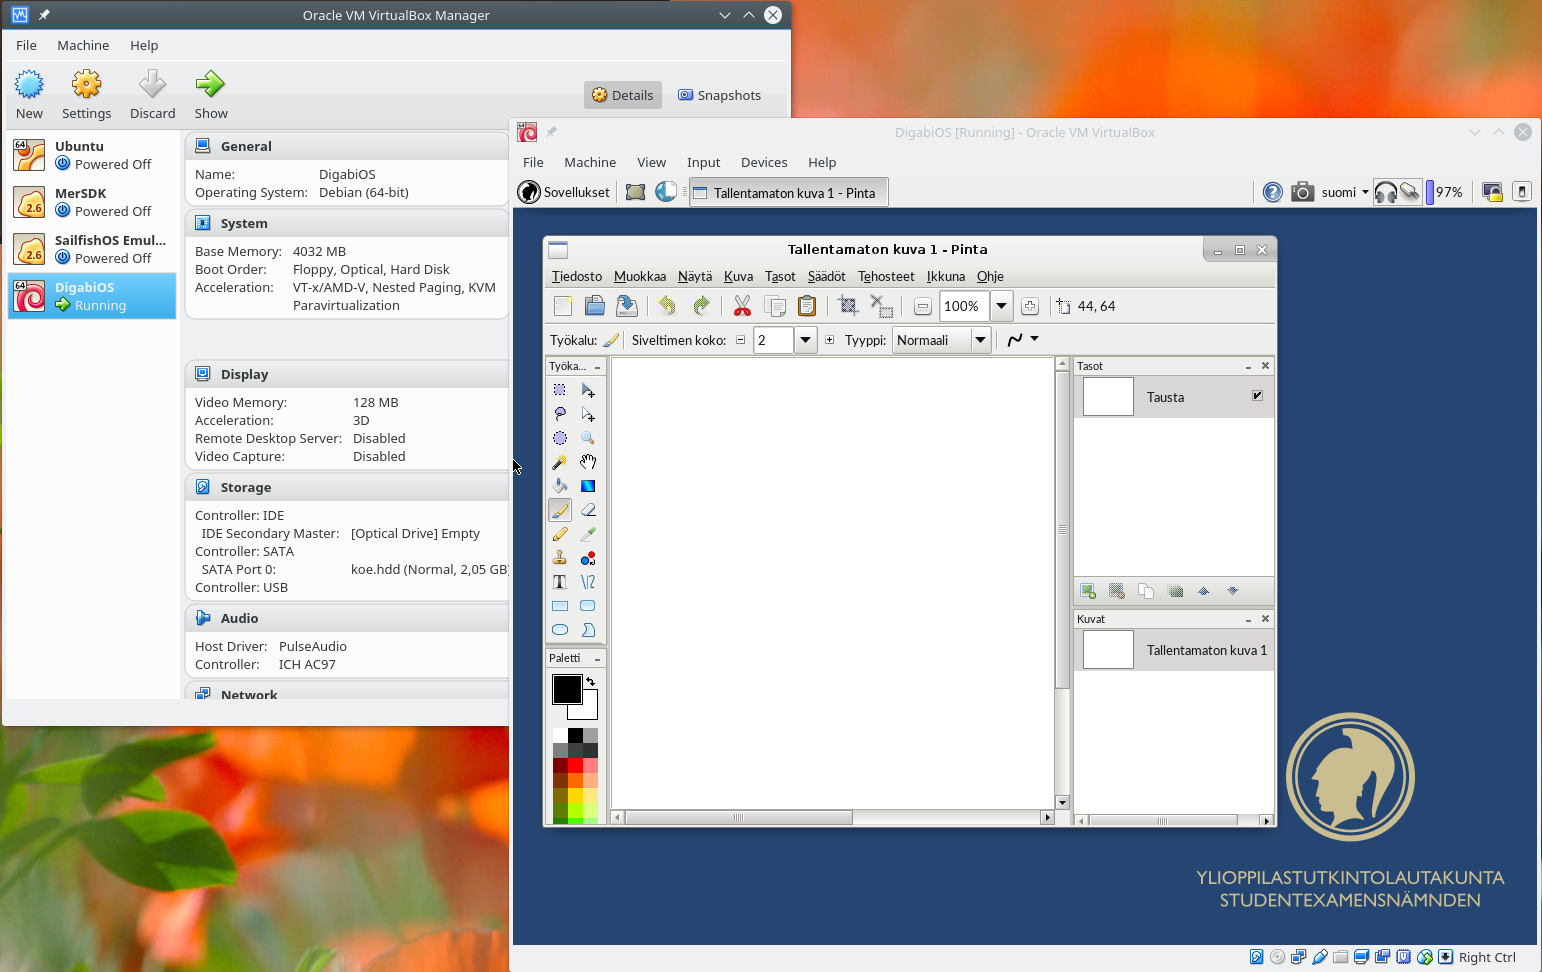 Oracle VM VirtualBox Manager
File Machine Help
New Settings Discard Show
Details Snapshots
64 Ubuntu
Powered Off
2.6 MerSDK
Powered Off
2.6 SailfishOS Emul...
Powered Off
64 DigabiOS
Running
General
Name: DigabiOS
Operating System: Debian (64-bit)
System
Base Memory: 4032 MB
Boot Order: Floppy, Optical, Hard Disk
Acceleration: VT-x/AMD-V, Nested Paging, KVM
Paravirtualization
Display
Video Memory: 128 MB
Acceleration: 3D
Remote Desktop Server: Disabled
Video Capture: Disabled
Storage
Controller: IDE
IDE Secondary Master: [Optical Drive] Empty
Controller: SATA
SATA Port 0: koe.hdd (Normal, 2,05 GB)
Controller: USB
Audio
Host Driver: PulseAudio
Controller: ICH AC97
Network
64 DigabiOS [Running] - Oracle VM VirtualBox
File Machine View Input Devices Help
Sovellukset Tallentamaton kuva 1 - Pinta suomi 97%
Tallentamaton kuva 1 - Pinta
Tiedosto Muokkaa Näytä Kuva Tasot Säädöt Tehosteet Ikkuna Ohje
100% 44, 64
Työkalu: Siveltimen koko: 2 Tyyppi: Normaali
Työka...
Tasot
Tausta
Kuvat
Tallentamaton kuva 1
Paletti
YLIOPPILASTUTKINTOLAUTAKUNTA
STUDENTEXAMENSNÄMNDEN
Right Ctrl